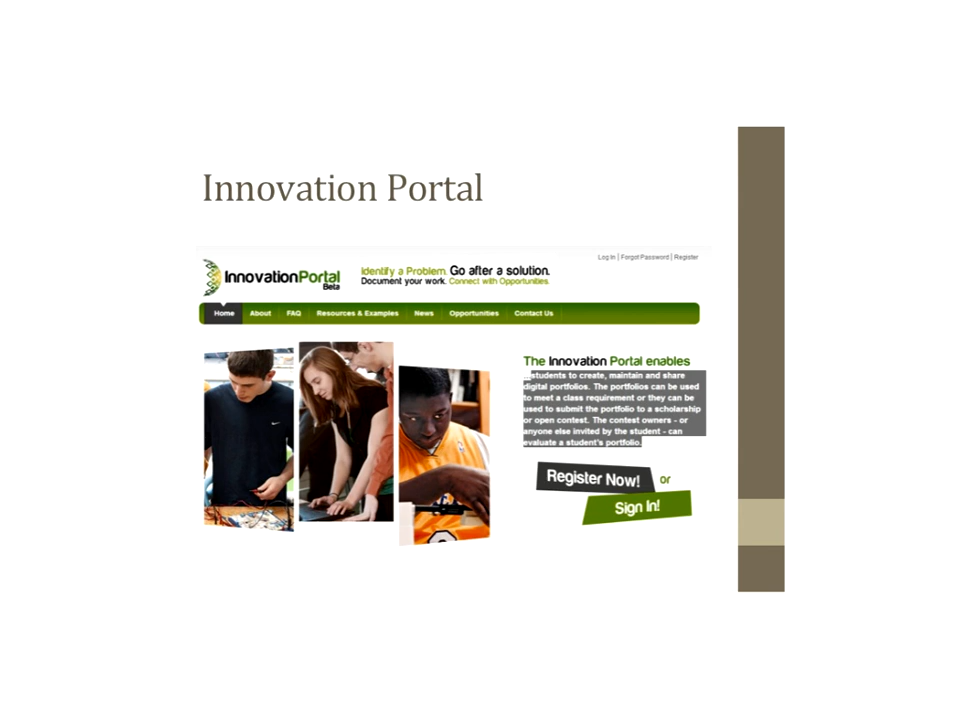 Innovation Portal
Log In | Forgot Password | Register
InnovationPortal
Beta
Identify a Problem. Go after a solution.
Document your work. Connect with Opportunities.
Home About FAQ Resources & Examples News Opportunities Contact Us
The Innovation Portal enables
students to create, maintain and share
digital portfolios. The portfolios can be used
to meet a class requirement or they can be
used to submit the portfolio to a scholarship
or open contest. The contest owners - or
anyone else invited by the student - can
evaluate a student's portfolio.
Register Now! or
Sign In!